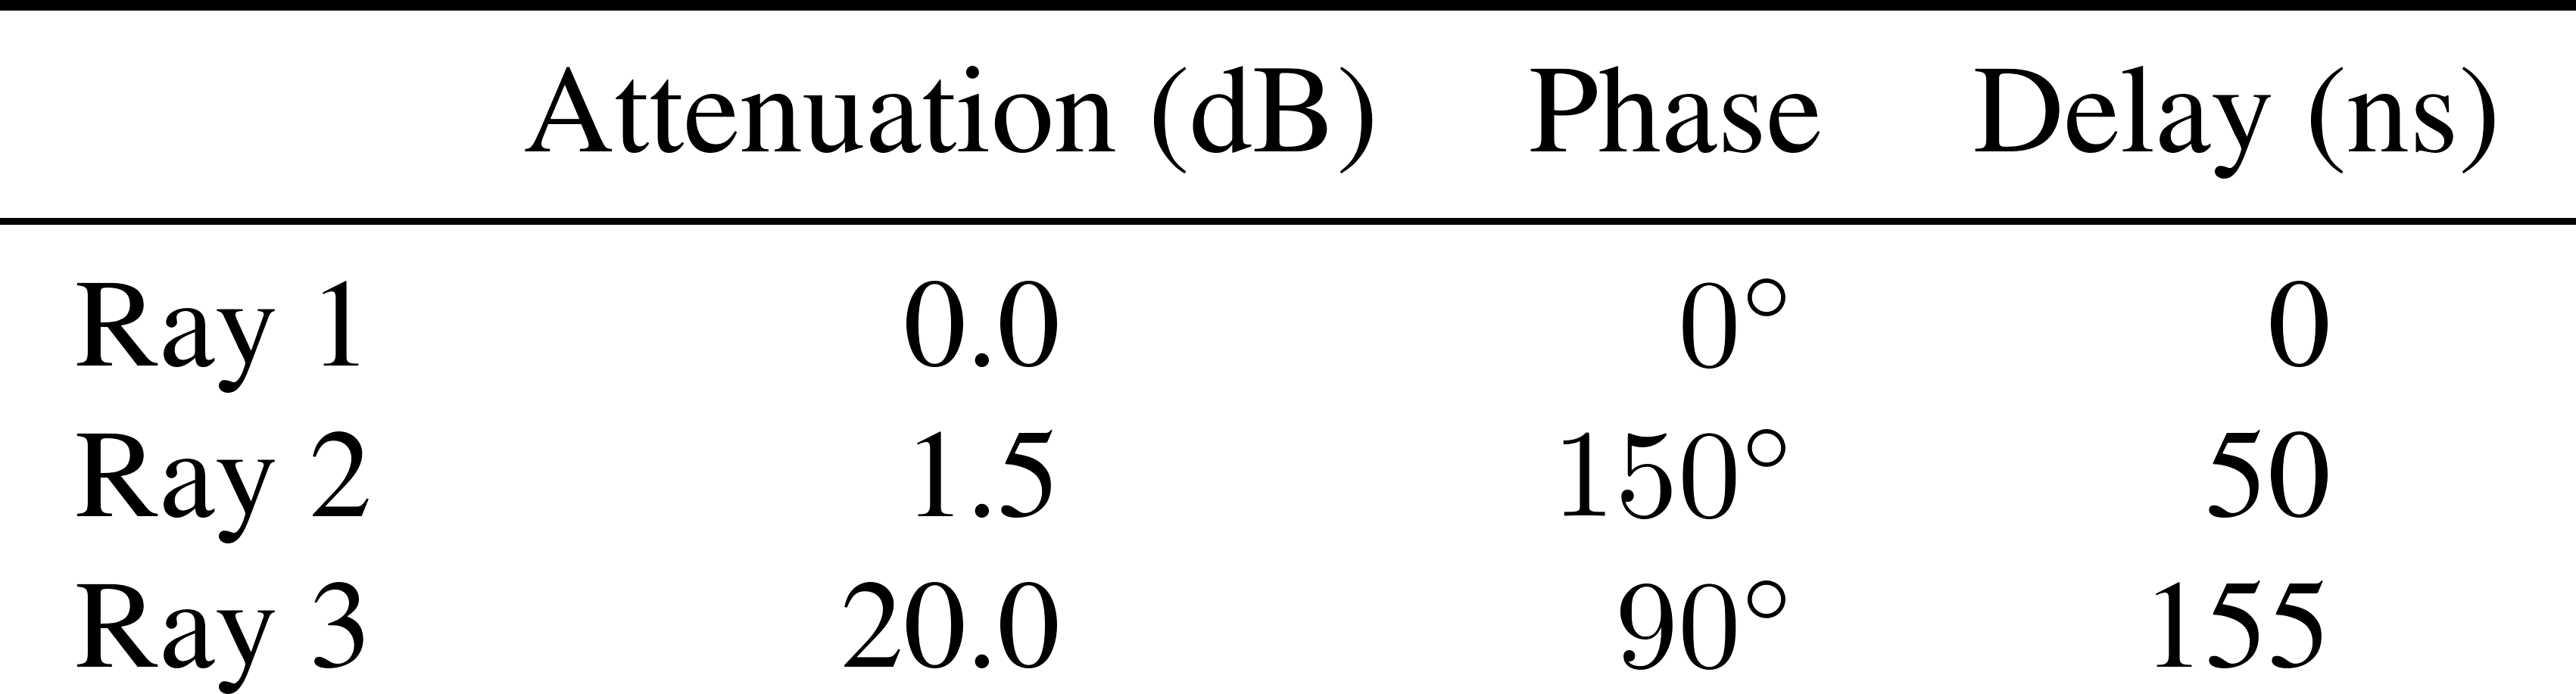 Attenuation (dB) Phase Delay (ns)
Ray 1 0.0 0° 0
Ray 2 1.5 150° 50
Ray 3 20.0 90° 155